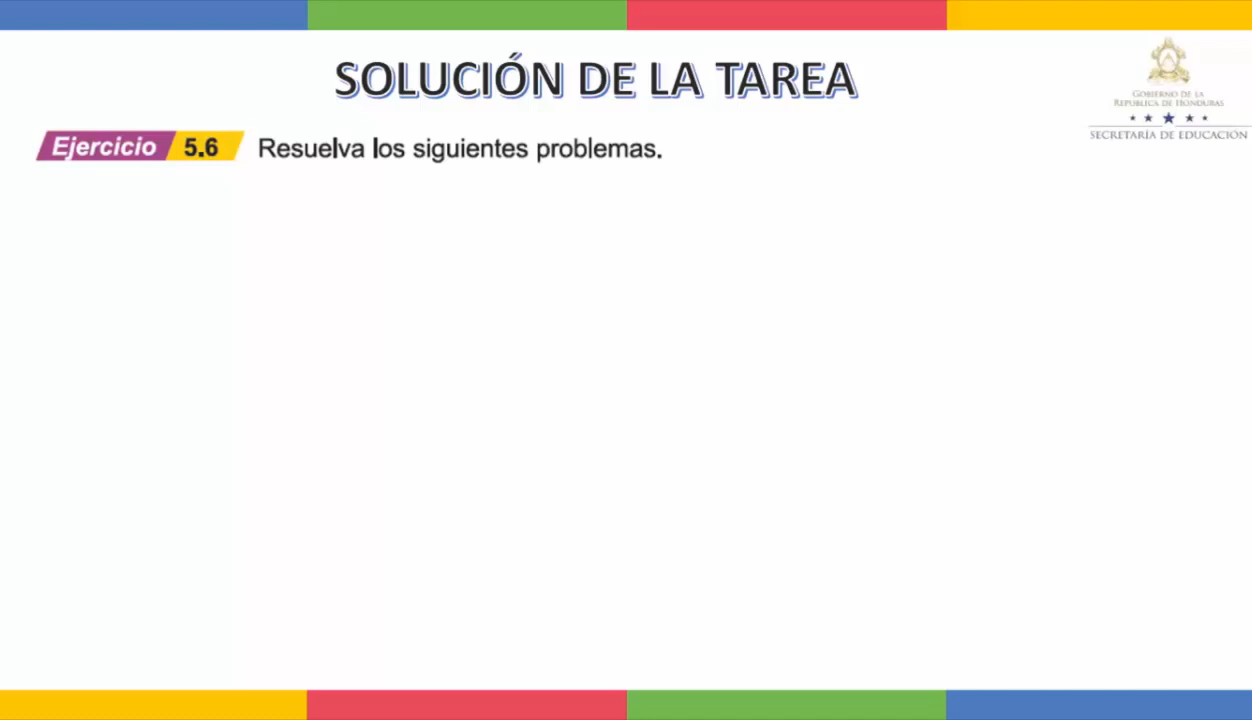 SOLUCIÓN DE LA TAREA
GOBIERNO DE LA
REPÚBLICA DE HONDURAS
SECRETARÍA DE EDUCACIÓN
Ejercicio 5.6 Resuelva los siguientes problemas.